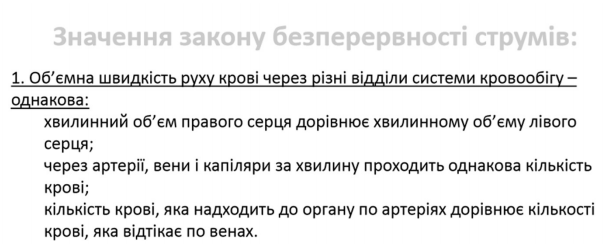 Значення закону безперервності струмів:
1. Об’ємна швидкість руху крові через різні відділи системи кровообігу –
однакова:
хвилинний об’єм правого серця дорівнює хвилинному об’єму лівого
серця;
через артерії, вени і капіляри за хвилину проходить однакова кількість
крові;
кількість крові, яка надходить до органу по артеріях дорівнює кількості
крові, яка відтікає по венах.